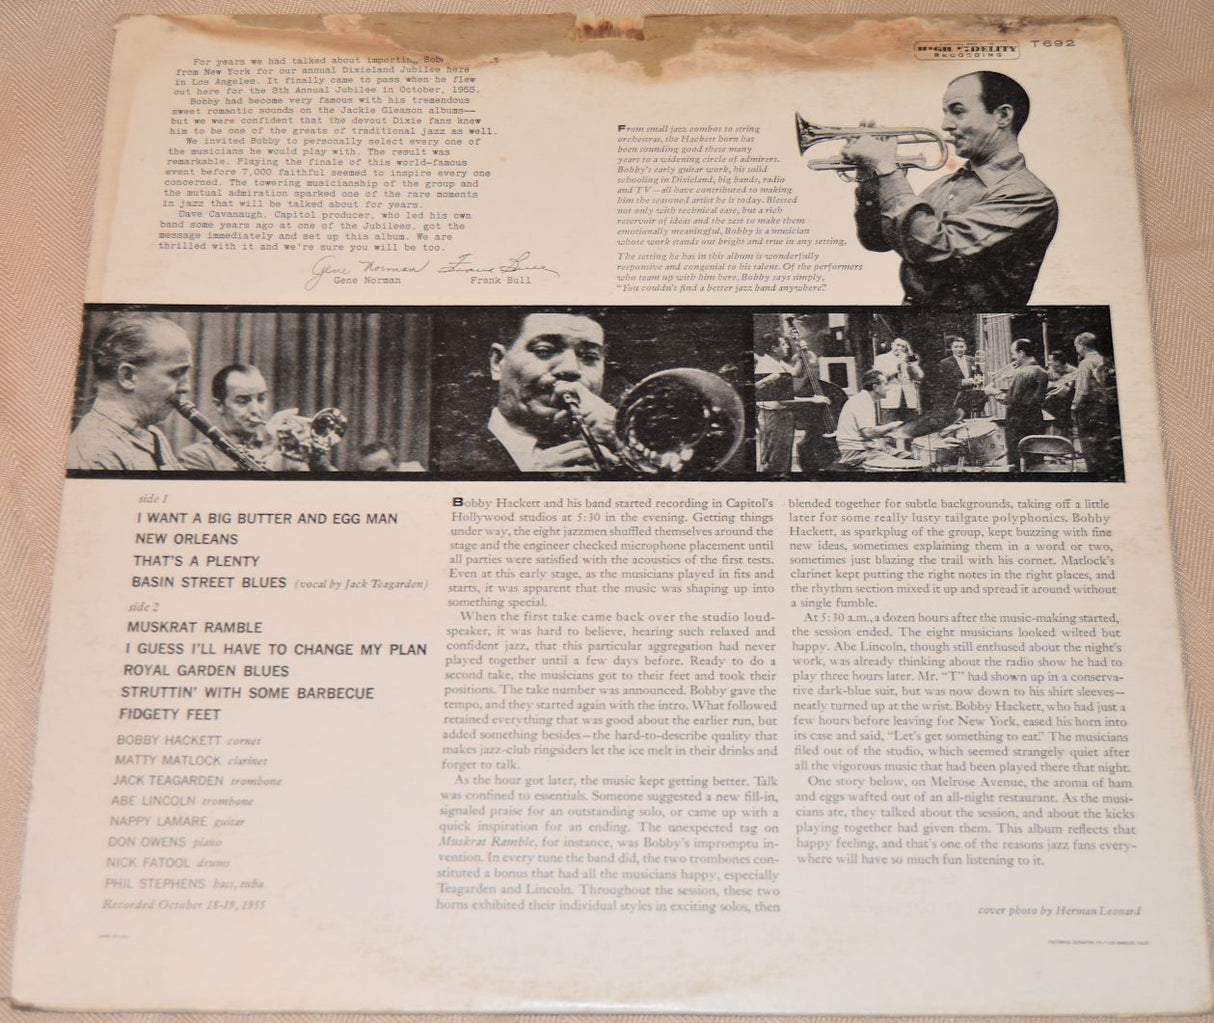 For years we had talked about importin
from New York for our annual Dixieland Jubilee here
in Los Angeles. It finally came to pass when he flew
out here for the 8th Annual Jubilee in October, 1955.
Bobby had become very famous with his tremendous
sweet romantic sounds on the Jackie Gleason albums—
but we were confident that the devout Dixie fans knew
him to be one of the greats of traditional jazz as well.
We invited Bobby to personally select every one of
the musicians he would play with. The result was
remarkable. Playing the finale of this world-famous
event before 7,000 faithful seemed to inspire every one
concerned. The towering musicianship of the group and
the mutual admiration sparked one of the rare moments
in jazz that will be talked about for years.
Dave Cavanaugh, Capitol producer, who led his own
band some years ago at one of the Jubilees, got the
message immediately and set up this album. We are
thrilled with it and we're sure you will be too.
Gene Norman Frank Bull
Gene Norman Frank Bull
HIGH FIDELITY
RECORDING
T692
From small jazz combos to string
orchestras, the Hackett horn has
been sounding good these many
years to a widening circle of admirers.
Bobby's early guitar work, his solid
schooling in Dixieland, big bands, radio
and TV—all have contributed to making
him the seasoned artist he is today. Blessed
not only with technical ease, but a rich
reservoir of ideas and the zest to make them
emotionally meaningful, Bobby is a musician
whose work stands out bright and true in any setting.
The setting he has in this album is wonderfully
responsive and congenial to his talent. Of the performers
who team up with him here, Bobby says simply,
"You couldn't find a better jazz band anywhere."
side 1
I WANT A BIG BUTTER AND EGG MAN
NEW ORLEANS
THAT'S A PLENTY
BASIN STREET BLUES (vocal by Jack Teagarden)
side 2
MUSKRAT RAMBLE
I GUESS I'LL HAVE TO CHANGE MY PLAN
ROYAL GARDEN BLUES
STRUTTIN' WITH SOME BARBECUE
FIDGETY FEET
BOBBY HACKETT cornet
MATTY MATLOCK clarinet
JACK TEAGARDEN trombone
ABE LINCOLN trombone
NAPPY LAMARE guitar
DON OWENS piano
NICK FATOOL drums
PHIL STEPHENS bass, tuba
Recorded October 18-19, 1955
Bobby Hackett and his band started recording in Capitol's
Hollywood studios at 5:30 in the evening. Getting things
under way, the eight jazzmen shuffled themselves around the
stage and the engineer checked microphone placement until
all parties were satisfied with the acoustics of the first tests.
Even at this early stage, as the musicians played in fits and
starts, it was apparent that the music was shaping up into
something special.
When the first take came back over the studio loud-
speaker, it was hard to believe, hearing such relaxed and
confident jazz, that this particular aggregation had never
played together until a few days before. Ready to do a
second take, the musicians got to their feet and took their
positions. The take number was announced. Bobby gave the
tempo, and they started again with the intro. What followed
retained everything that was good about the earlier run, but
added something besides—the hard-to-describe quality that
makes jazz-club ringsiders let the ice melt in their drinks and
forget to talk.
As the hour got later, the music kept getting better. Talk
was confined to essentials. Someone suggested a new fill-in,
signaled praise for an outstanding solo, or came up with a
quick inspiration for an ending. The unexpected tag on
Muskrat Ramble, for instance, was Bobby's impromptu in-
vention. In every tune the band did, the two trombones con-
stituted a bonus that had all the musicians happy, especially
Teagarden and Lincoln. Throughout the session, these two
horns exhibited their individual styles in exciting solos, then
blended together for subtle backgrounds, taking off a little
later for some really lusty tailgate polyphonics. Bobby
Hackett, as sparkplug of the group, kept buzzing with fine
new ideas, sometimes explaining them in a word or two,
sometimes just blazing the trail with his cornet. Matlock's
clarinet kept putting the right notes in the right places, and
the rhythm section mixed it up and spread it around without
a single fumble.
At 5:30 a.m., a dozen hours after the music-making started,
the session ended. The eight musicians looked wilted but
happy. Abe Lincoln, though still enthused about the night's
work, was already thinking about the radio show he had to
play three hours later. Mr. "T" had shown up in a conserva-
tive dark-blue suit, but was now down to his shirt sleeves—
neatly turned up at the wrist. Bobby Hackett, who had just a
few hours before leaving for New York, eased his horn into
its case and said, "Let's get something to eat." The musicians
filed out of the studio, which seemed strangely quiet after
all the vigorous music that had been played there that night.
One story below, on Melrose Avenue, the aroma of ham
and eggs wafted out of an all-night restaurant. As the musi-
cians ate, they talked about the session, and about the kicks
playing together had given them. This album reflects that
happy feeling, and that's one of the reasons jazz fans every-
where will have so much fun listening to it.
cover photo by Herman Leonard